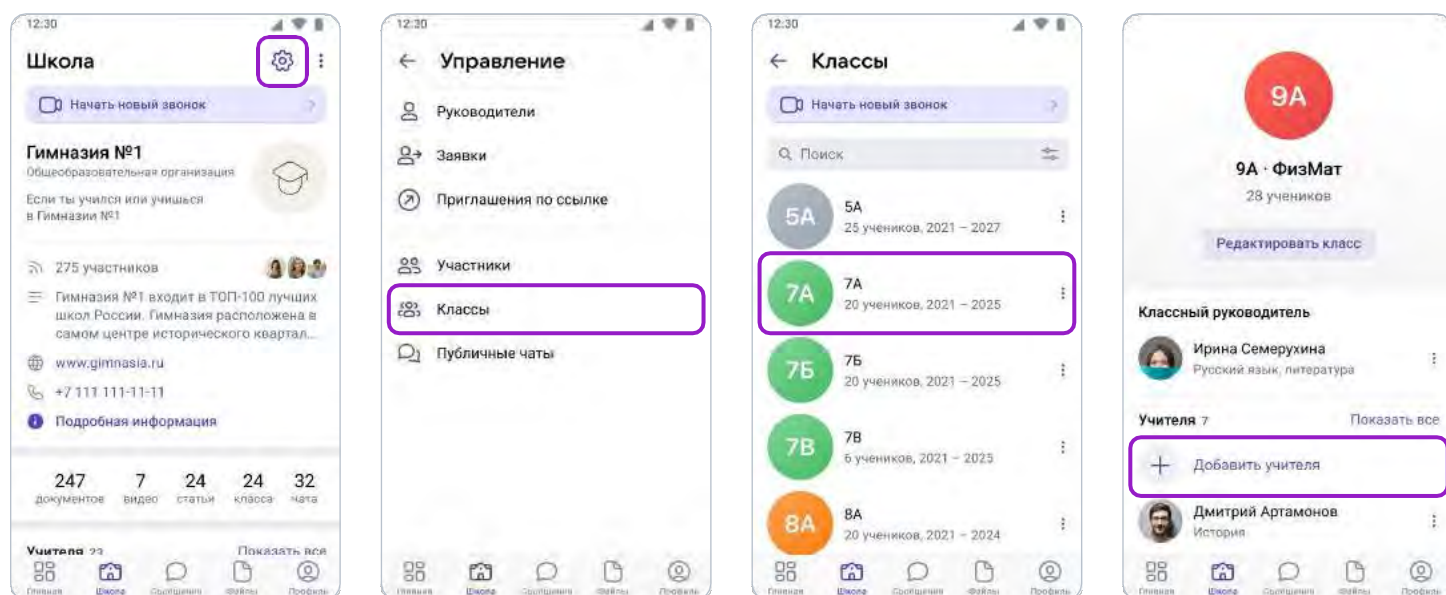 12:30
Школа
Начать новый звонок
Гимназия №1
Общеобразовательная организация
Если ты учился или учишься
в Гимназии №1
275 участников
Гимназия №1 входит в ТОП-100 лучших
школ России. Гимназия расположена в
самом центре исторического квартал...
www.gimnasia.ru
+7 111 111-11-11
Подробная информация
247 7 24 24 32
документов видео статьи класса чата
Учителя 23 Показать все
Главная Школа Сообщения Файлы Профиль
12:30
Управление
Руководители
Заявки
Приглашения по ссылке
Участники
Классы
Публичные чаты
Главная Школа Сообщения Файлы Профиль
12:30
Классы
Начать новый звонок
Поиск
5А
5А
25 учеников, 2021 – 2027
7А
7А
20 учеников, 2021 – 2025
7Б
7Б
20 учеников, 2021 – 2025
7В
7В
6 учеников, 2021 – 2025
8А
8А
20 учеников, 2021 – 2024
Главная Школа Сообщения Файлы Профиль
9А
9А · ФизМат
28 учеников
Редактировать класс
Классный руководитель
Ирина Семерухина
Русский язык, литература
Учителя 7 Показать все
Добавить учителя
Дмитрий Артамонов
История
Главная Школа Сообщения Файлы Профиль